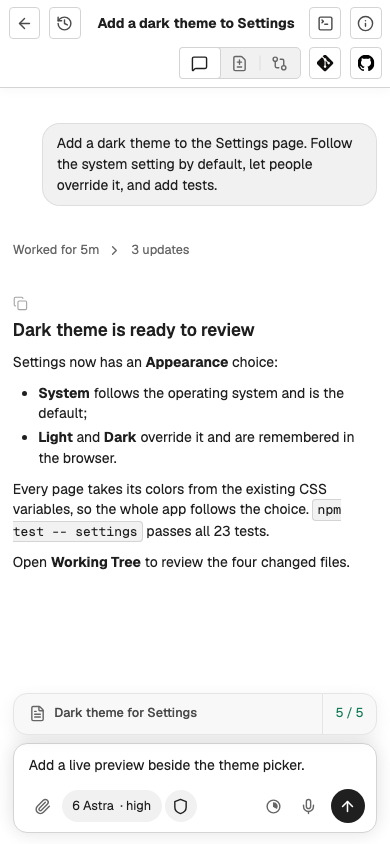 Add a dark theme to Settings
Add a dark theme to the Settings page. Follow
the system setting by default, let people
override it, and add tests.
Worked for 5m
3 updates
Dark theme is ready to review
Settings now has an Appearance choice:
• System follows the operating system and is the
default;
• Light and Dark override it and are remembered in
the browser.
Every page takes its colors from the existing CSS
variables, so the whole app follows the choice. npm
test -- settings passes all 23 tests.
Open Working Tree to review the four changed files.
Dark theme for Settings
5 / 5
Add a live preview beside the theme picker.
6 Astra · high